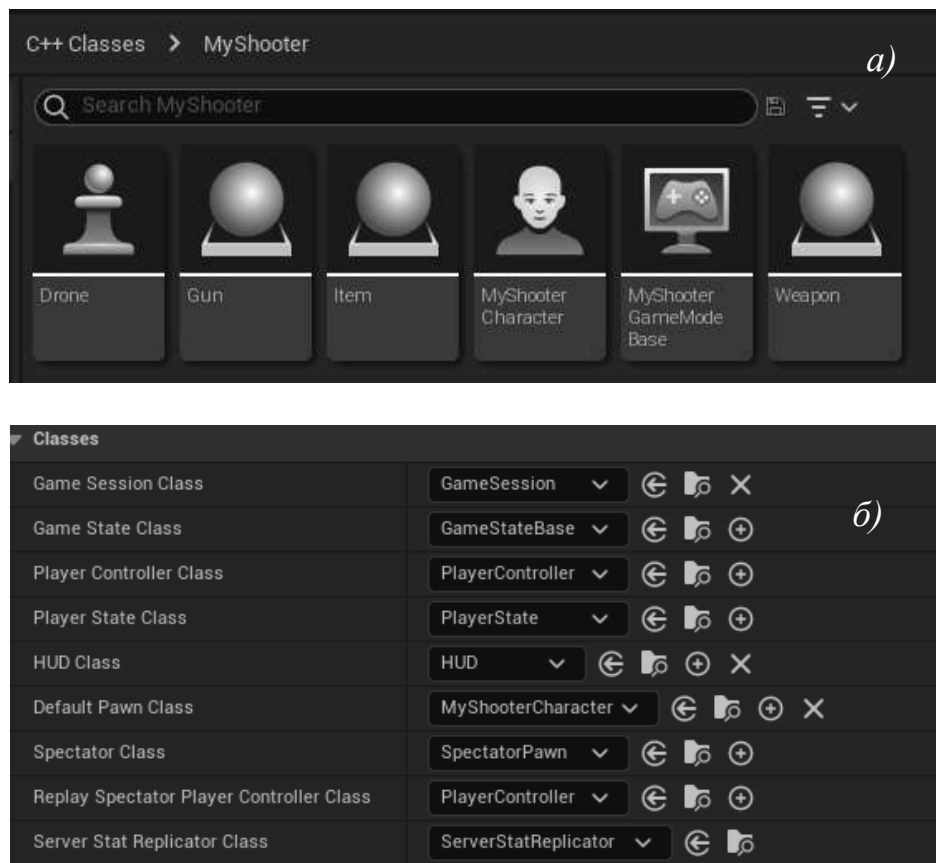 C++ Classes > MyShooter
а)
Search MyShooter
Drone
Gun
Item
MyShooter
Character
MyShooter
GameMode
Base
Weapon
Classes
Game Session Class GameSession
б)
Game State Class GameStateBase
Player Controller Class PlayerController
Player State Class PlayerState
HUD Class HUD
Default Pawn Class MyShooterCharacter
Spectator Class SpectatorPawn
Replay Spectator Player Controller Class PlayerController
Server Stat Replicator Class ServerStatReplicator